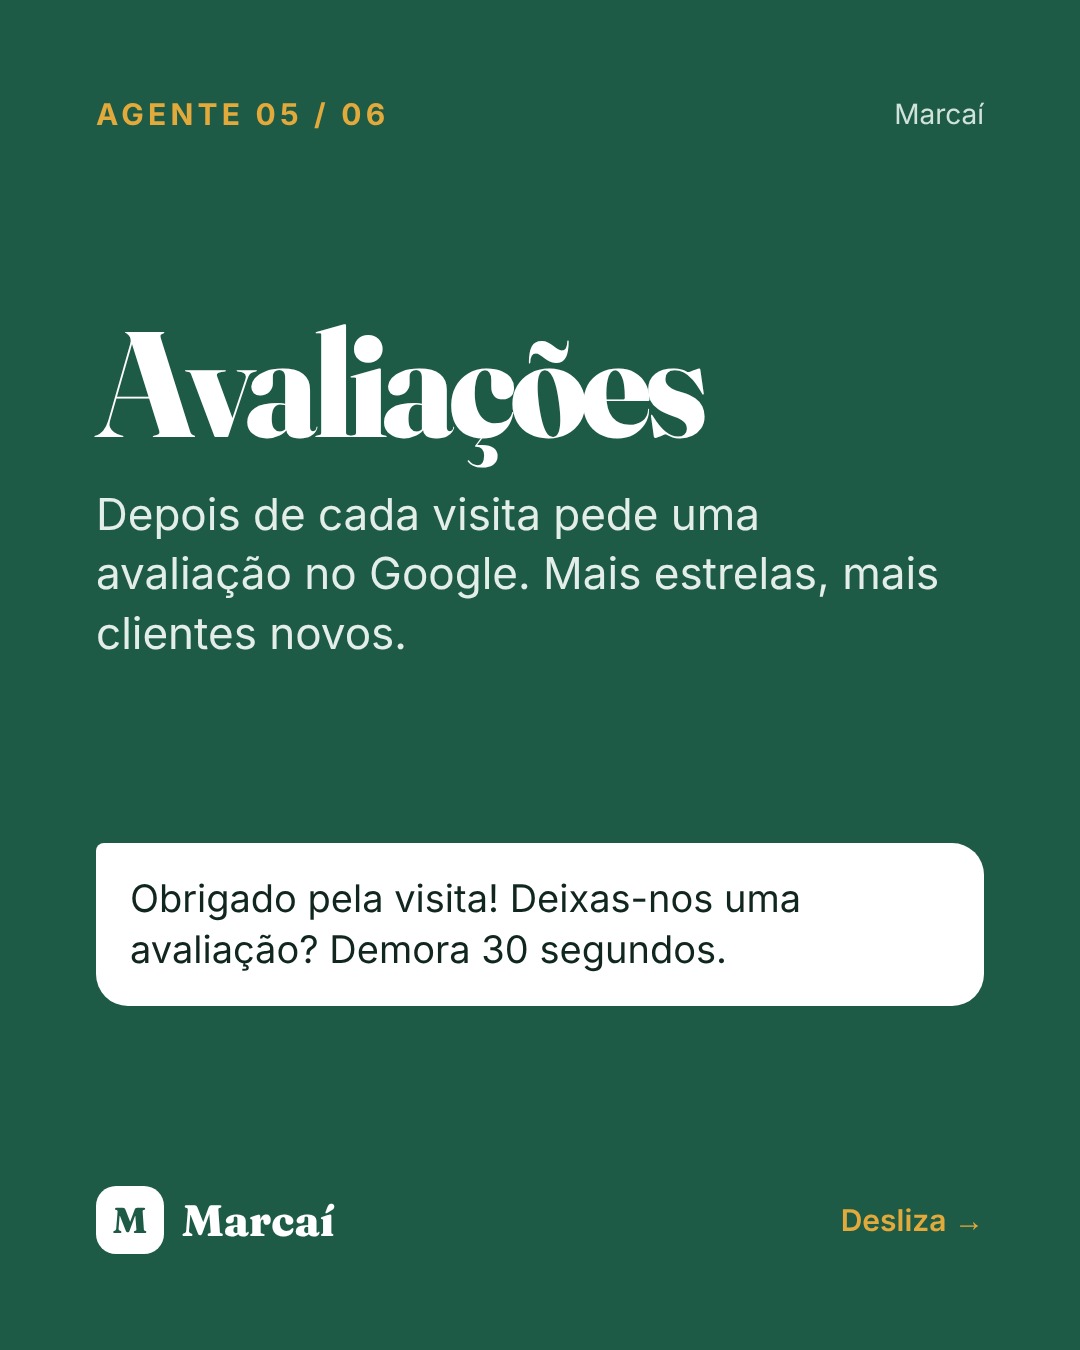 AGENTE 05 / 06
Marcaí
Avaliações
Depois de cada visita pede uma
avaliação no Google. Mais estrelas, mais
clientes novos.
Obrigado pela visita! Deixas-nos uma
avaliação? Demora 30 segundos.
M Marcaí
Desliza →